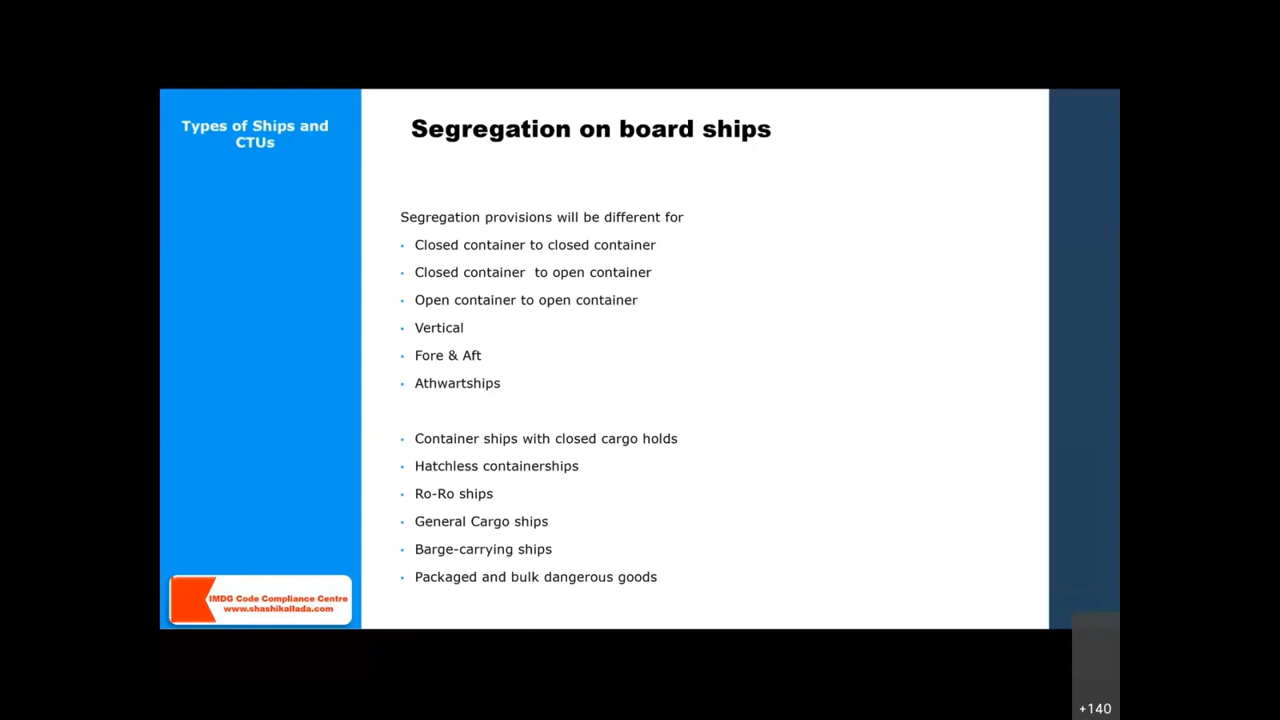 Types of Ships and
CTUs
Segregation on board ships
Segregation provisions will be different for
• Closed container to closed container
• Closed container  to open container
• Open container to open container
• Vertical
• Fore & Aft
• Athwartships
• Container ships with closed cargo holds
• Hatchless containerships
• Ro-Ro ships
• General Cargo ships
• Barge-carrying ships
• Packaged and bulk dangerous goods
IMDG Code Compliance Centre
www.shashikallada.com
+140